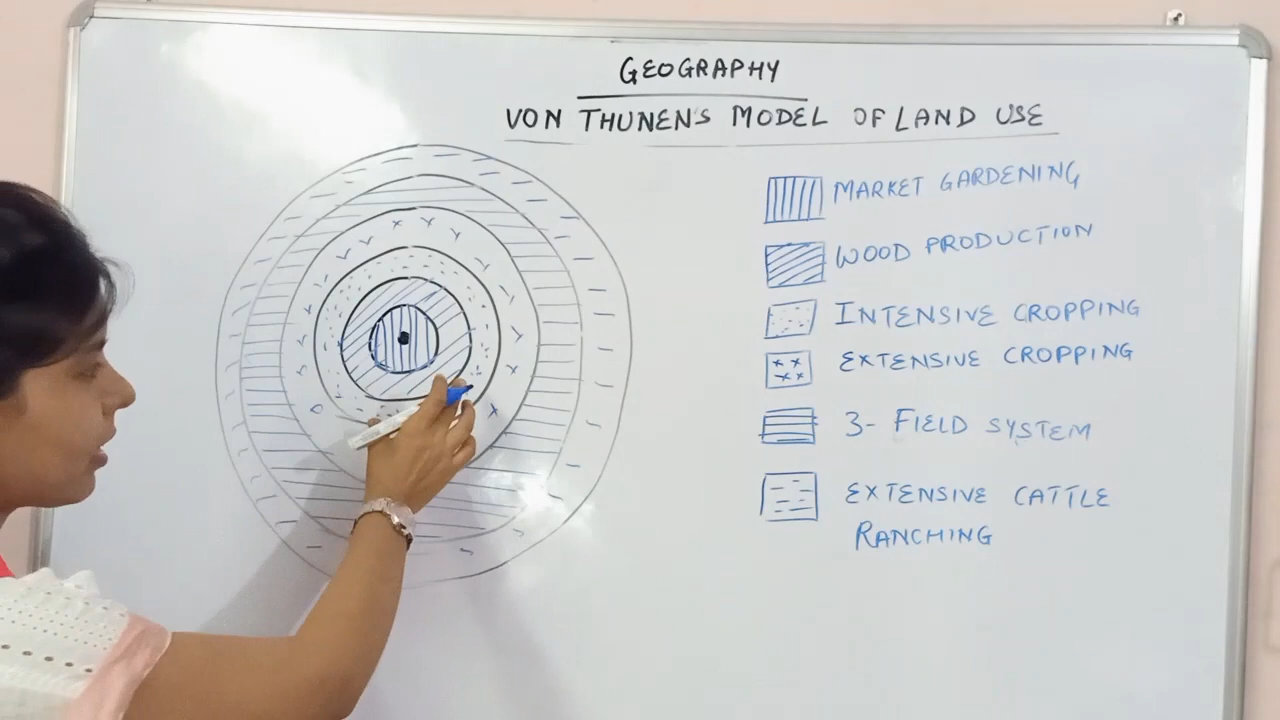 GEOGRAPHY
VON THUNEN'S MODEL OF LAND USE
MARKET GARDENING
WOOD PRODUCTION
INTENSIVE CROPPING
EXTENSIVE CROPPING
3- FIELD SYSTEM
EXTENSIVE CATTLE
RANCHING